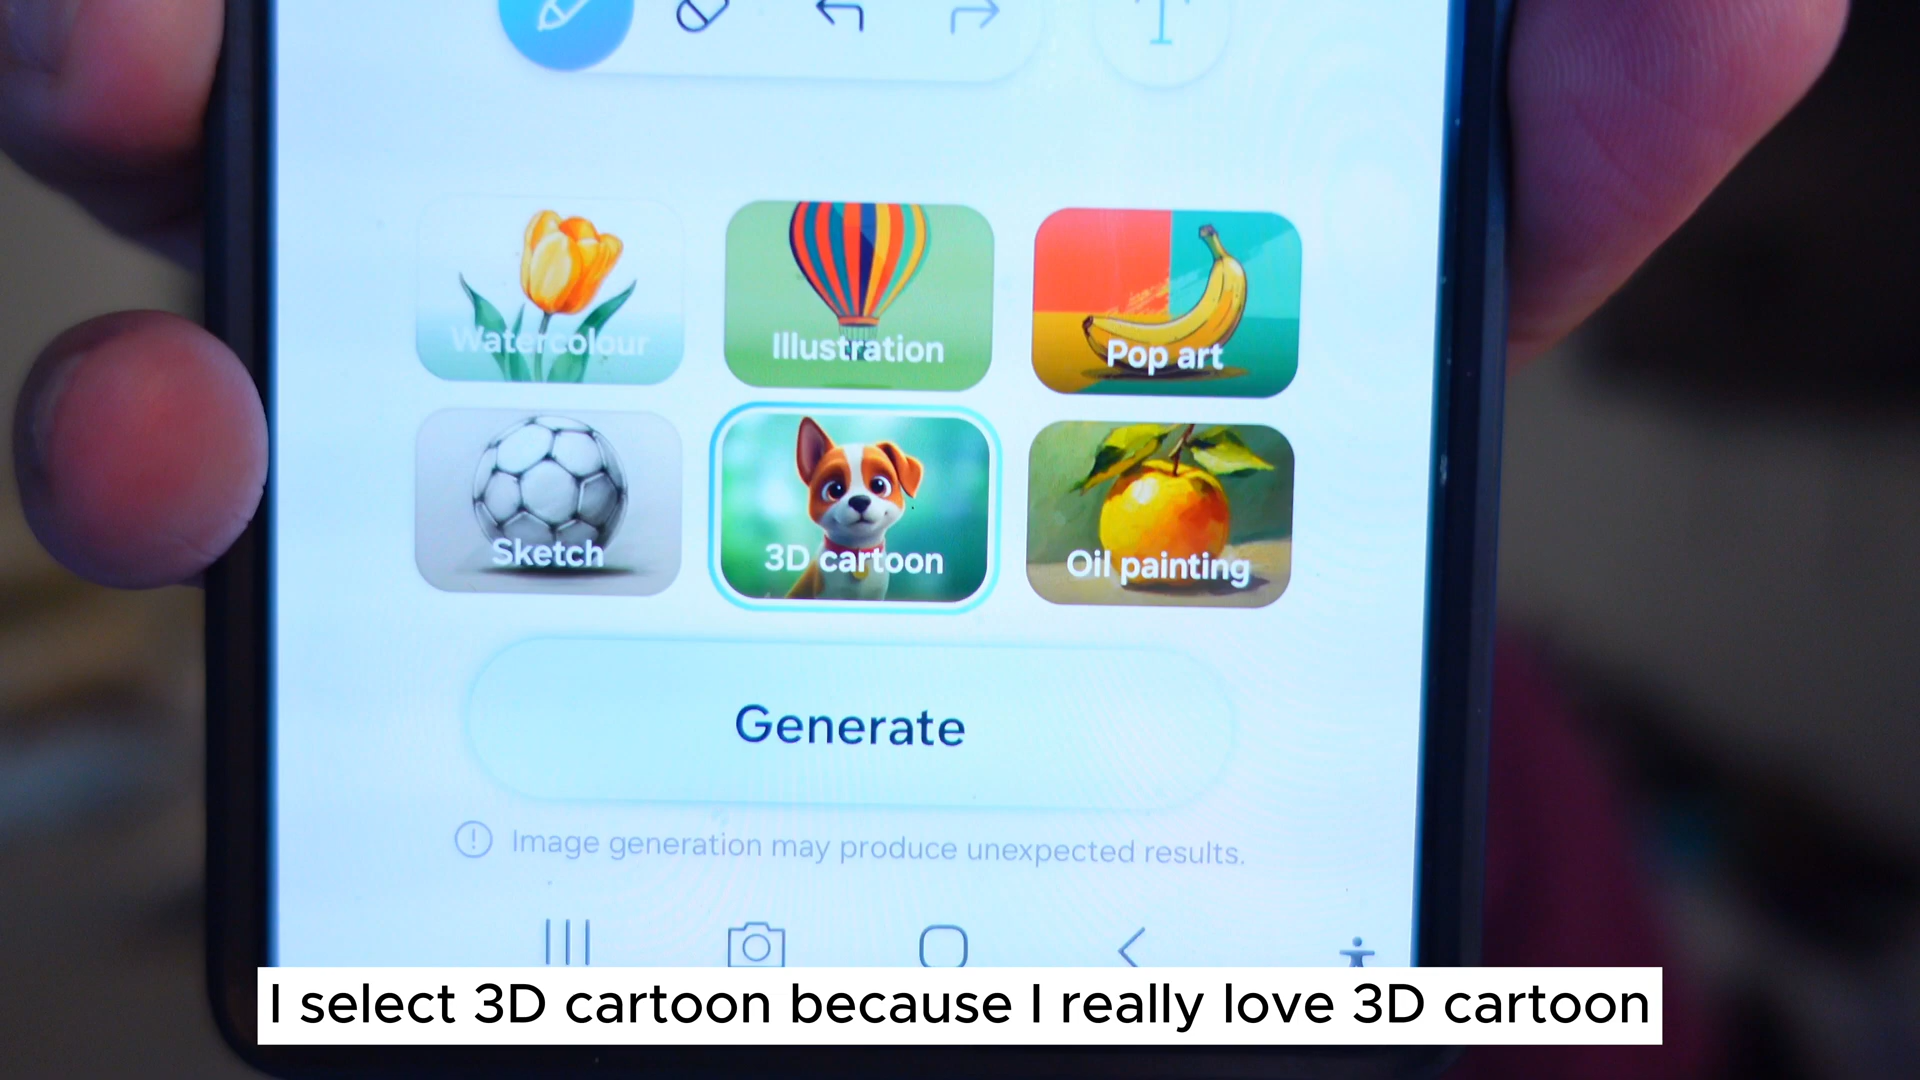 Watercolour
Illustration
Pop art
Sketch
3D cartoon
Oil painting
Generate
Image generation may produce unexpected results.
I select 3D cartoon because I really love 3D cartoon